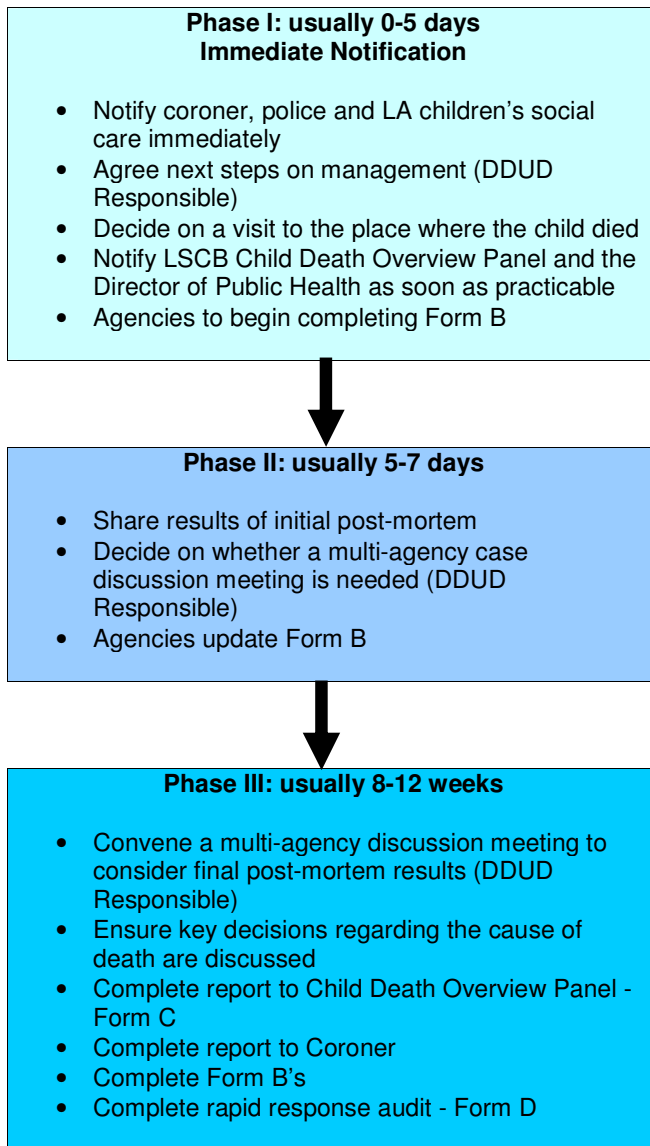 Phase I: usually 0-5 days
Immediate Notification
• Notify coroner, police and LA children's social
care immediately
• Agree next steps on management (DDUD
Responsible)
• Decide on a visit to the place where the child died
• Notify LSCB Child Death Overview Panel and the
Director of Public Health as soon as practicable
• Agencies to begin completing Form B
Phase II: usually 5-7 days
• Share results of initial post-mortem
• Decide on whether a multi-agency case
discussion meeting is needed (DDUD
Responsible)
• Agencies update Form B
Phase III: usually 8-12 weeks
• Convene a multi-agency discussion meeting to
consider final post-mortem results (DDUD
Responsible)
• Ensure key decisions regarding the cause of
death are discussed
• Complete report to Child Death Overview Panel -
Form C
• Complete report to Coroner
• Complete Form B's
• Complete rapid response audit - Form D